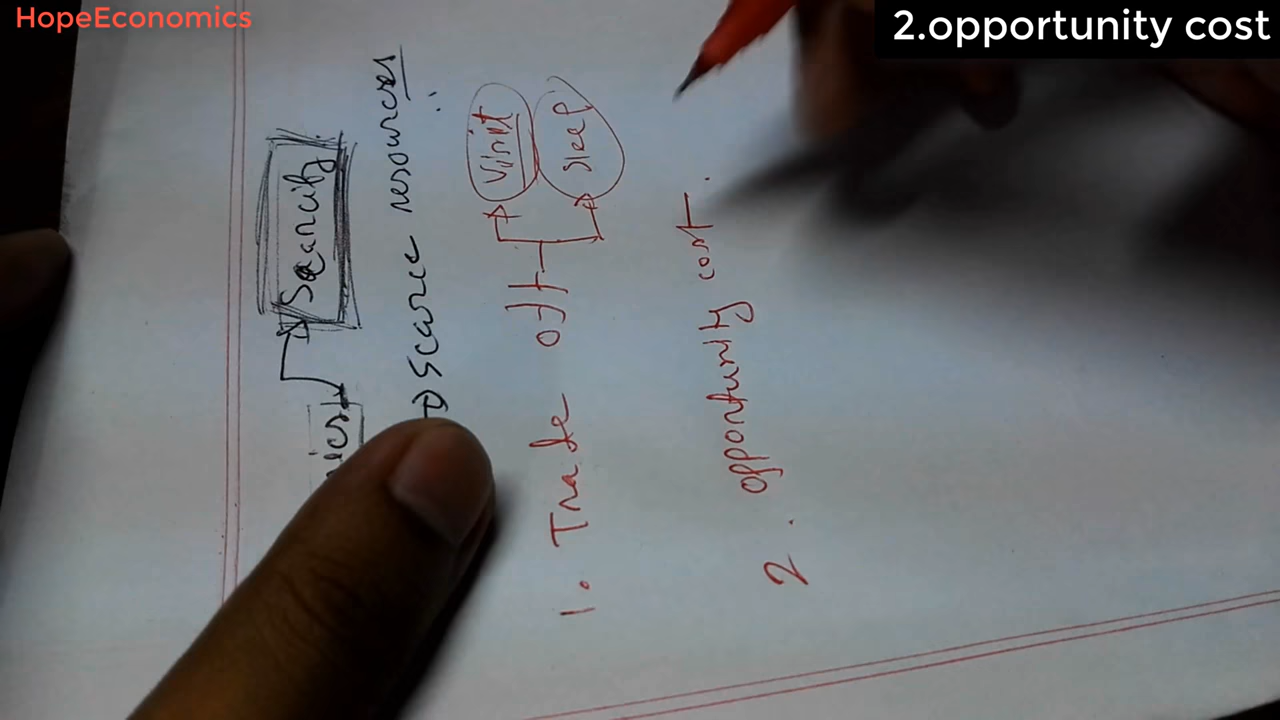 HopeEconomics
2.opportunity cost
Scarcity
Scarce resources
1. Trade off
Visit
sleep
2. opportunity cost.